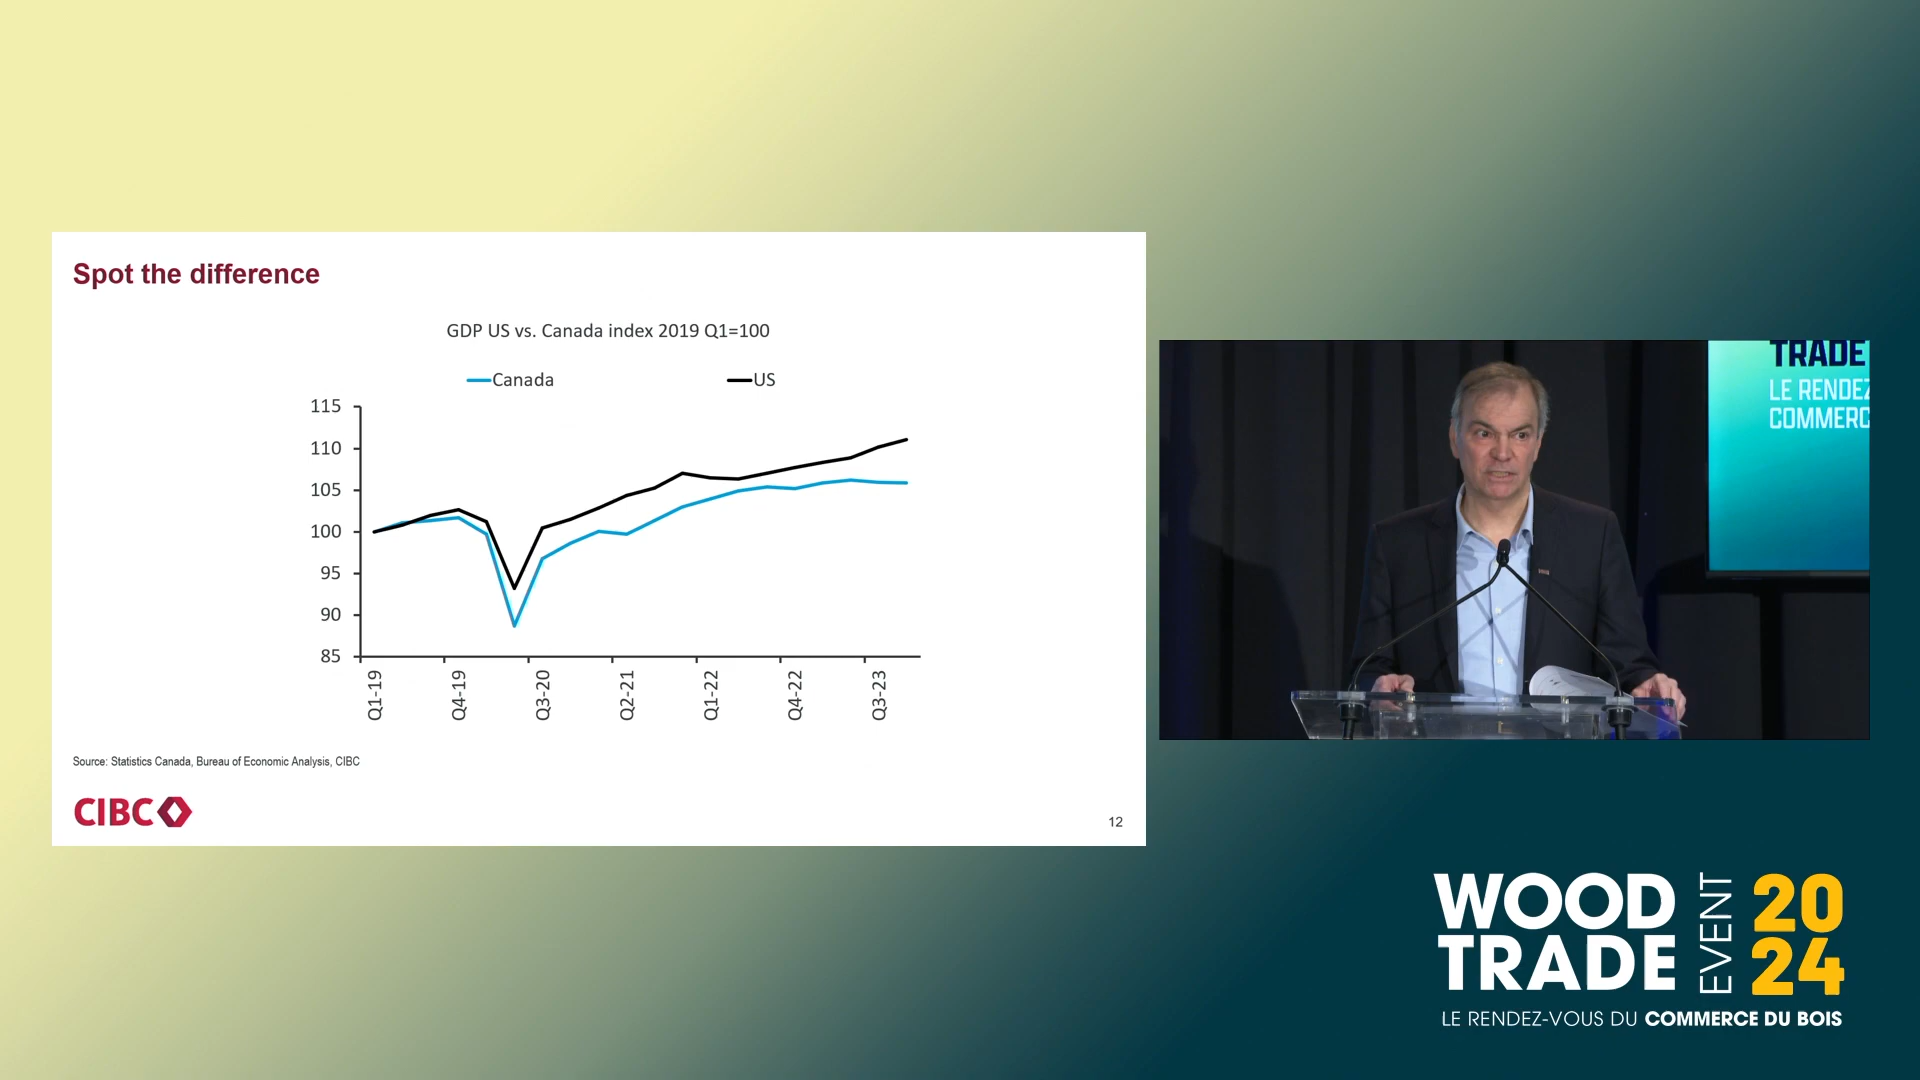 Spot the difference
GDP US vs. Canada index 2019 Q1=100
Canada
US
115
110
105
100
95
90
85
Q1-19
Q4-19
Q3-20
Q2-21
Q1-22
Q4-22
Q3-23
Source: Statistics Canada, Bureau of Economic Analysis, CIBC
CIBC
12
TRADE
LE RENDEZ
COMMERC
WOOD
TRADE
EVENT
20
24
LE RENDEZ-VOUS DU COMMERCE DU BOIS